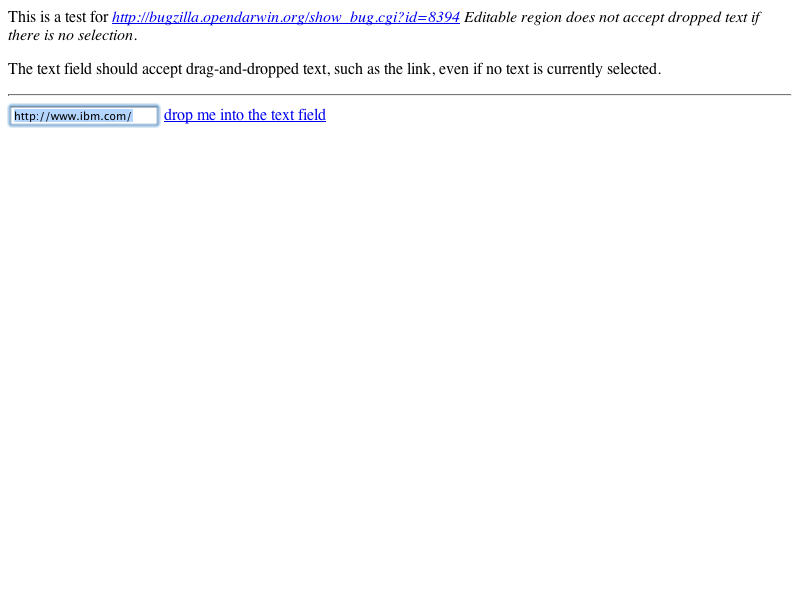 This is a test for http://bugzilla.opendarwin.org/show_bug.cgi?id=8394 Editable region does not accept dropped text if
there is no selection.
The text field should accept drag-and-dropped text, such as the link, even if no text is currently selected.
http://www.ibm.com/ drop me into the text field